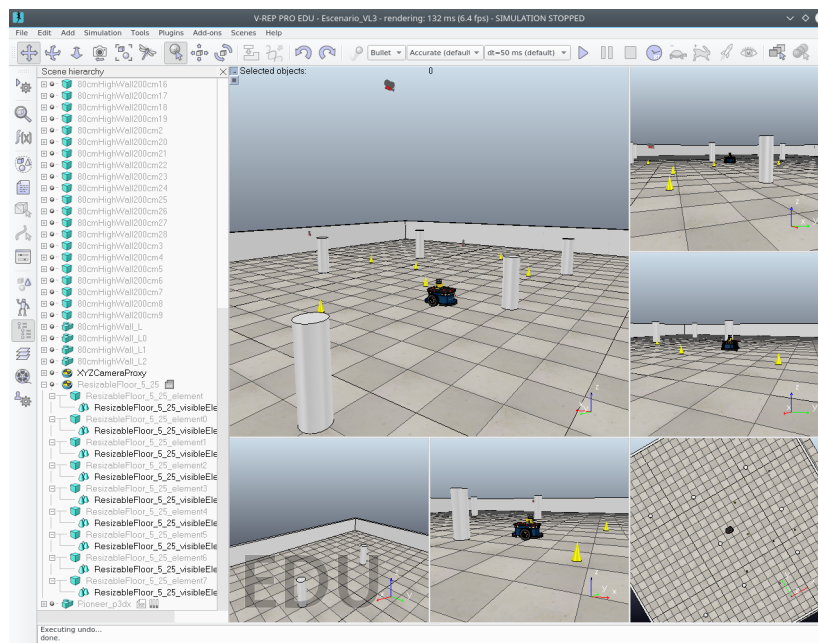 V-REP PRO EDU - Escenario_VL3 - rendering: 132 ms (6.4 fps) - SIMULATION STOPPED
File Edit Add Simulation Tools Plugins Add-ons Scenes Help
Bullet Accurate (defaul dt=50 ms (default)
Scene hierarchy
Selected objects: 0
80cmHighWall200cm16
80cmHighWall200cm17
80cmHighWall200cm18
80cmHighWall200cm19
80cmHighWall200cm2
80cmHighWall200cm20
80cmHighWall200cm21
80cmHighWall200cm22
80cmHighWall200cm23
80cmHighWall200cm24
80cmHighWall200cm25
80cmHighWall200cm26
80cmHighWall200cm27
80cmHighWall200cm28
80cmHighWall200cm3
80cmHighWall200cm4
80cmHighWall200cm5
80cmHighWall200cm6
80cmHighWall200cm7
80cmHighWall200cm8
80cmHighWall200cm9
80cmHighWall_L
80cmHighWall_L0
80cmHighWall_L1
80cmHighWall_L2
XYZCameraProxy
ResizableFloor_5_25
ResizableFloor_5_25_element
ResizableFloor_5_25_visibleEle
ResizableFloor_5_25_element0
ResizableFloor_5_25_visibleEle
ResizableFloor_5_25_element1
ResizableFloor_5_25_visibleEle
ResizableFloor_5_25_element2
ResizableFloor_5_25_visibleEle
ResizableFloor_5_25_element3
ResizableFloor_5_25_visibleEle
ResizableFloor_5_25_element4
ResizableFloor_5_25_visibleEle
ResizableFloor_5_25_element5
ResizableFloor_5_25_visibleEle
ResizableFloor_5_25_element6
ResizableFloor_5_25_visibleEle
ResizableFloor_5_25_element7
ResizableFloor_5_25_visibleEle
Pioneer_p3dx
EDU
Executing undo...
done.